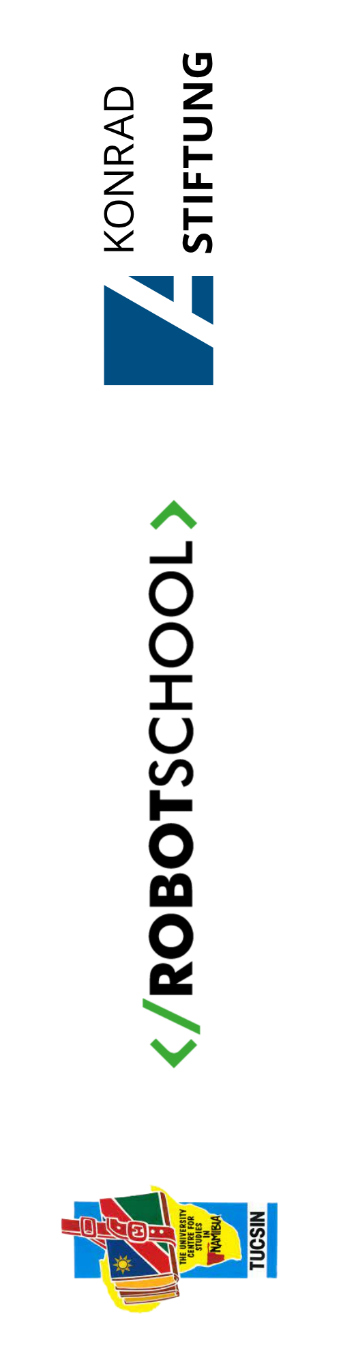 THE UNIVERSITY
CENTRE FOR
STUDIES
IN
NAMIBIA
TUCSIN
</ROBOTSCHOOL>
KONRAD
A
STIFTUNG